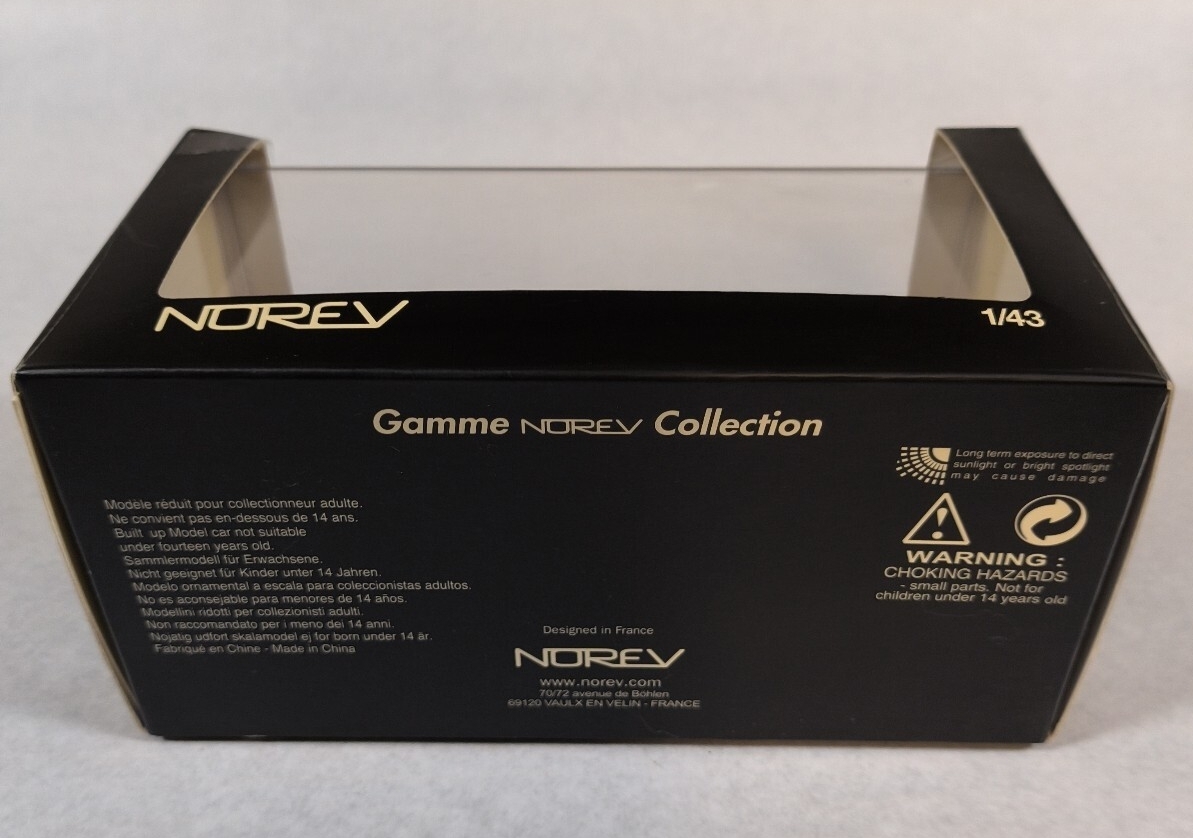 NOREV
1/43
Gamme NOREV Collection
Long term exposure to direct
sunlight or bright spotlight
may cause damage
WARNING :
CHOKING HAZARDS
- small parts. Not for
children under 14 years old
Modèle réduit pour collectionneur adulte.
Ne convient pas en-dessous de 14 ans.
Built up Model car not suitable
under fourteen years old.
Sammlermodell für Erwachsene.
Nicht geeignet für Kinder unter 14 Jahren.
Modelo ornamental a escala para coleccionistas adultos.
No es aconsejable para menores de 14 años.
Modellini ridotti per collezionisti adulti.
Non raccomandato per i meno dei 14 anni.
Nojatig udfort skalamodel ej for born under 14 är.
Fabriqué en Chine - Made in China
Designed in France
NOREV
www.norev.com
70/72 avenue de Böhlen
69120 VAULX EN VELIN - FRANCE